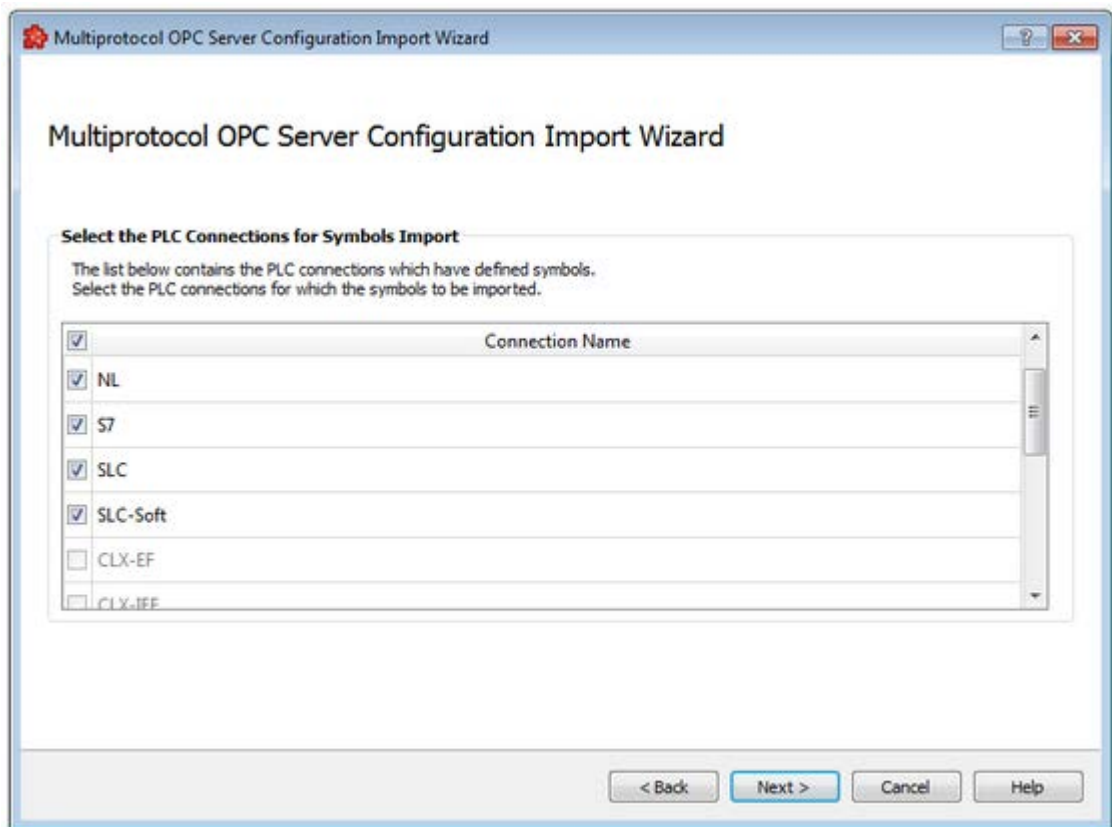 Multiprotocol OPC Server Configuration Import Wizard
Multiprotocol OPC Server Configuration Import Wizard
Select the PLC Connections for Symbols Import
The list below contains the PLC connections which have defined symbols.
Select the PLC connections for which the symbols to be imported.
Connection Name
NL
S7
SLC
SLC-Soft
CLX-EF
CLX-IFF
< Back Next > Cancel Help